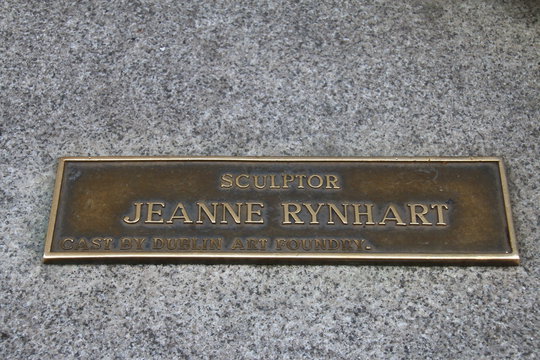 SCULPTOR
JEANNE RYNHART
CAST BY DUBLIN ART FOUNDRY.